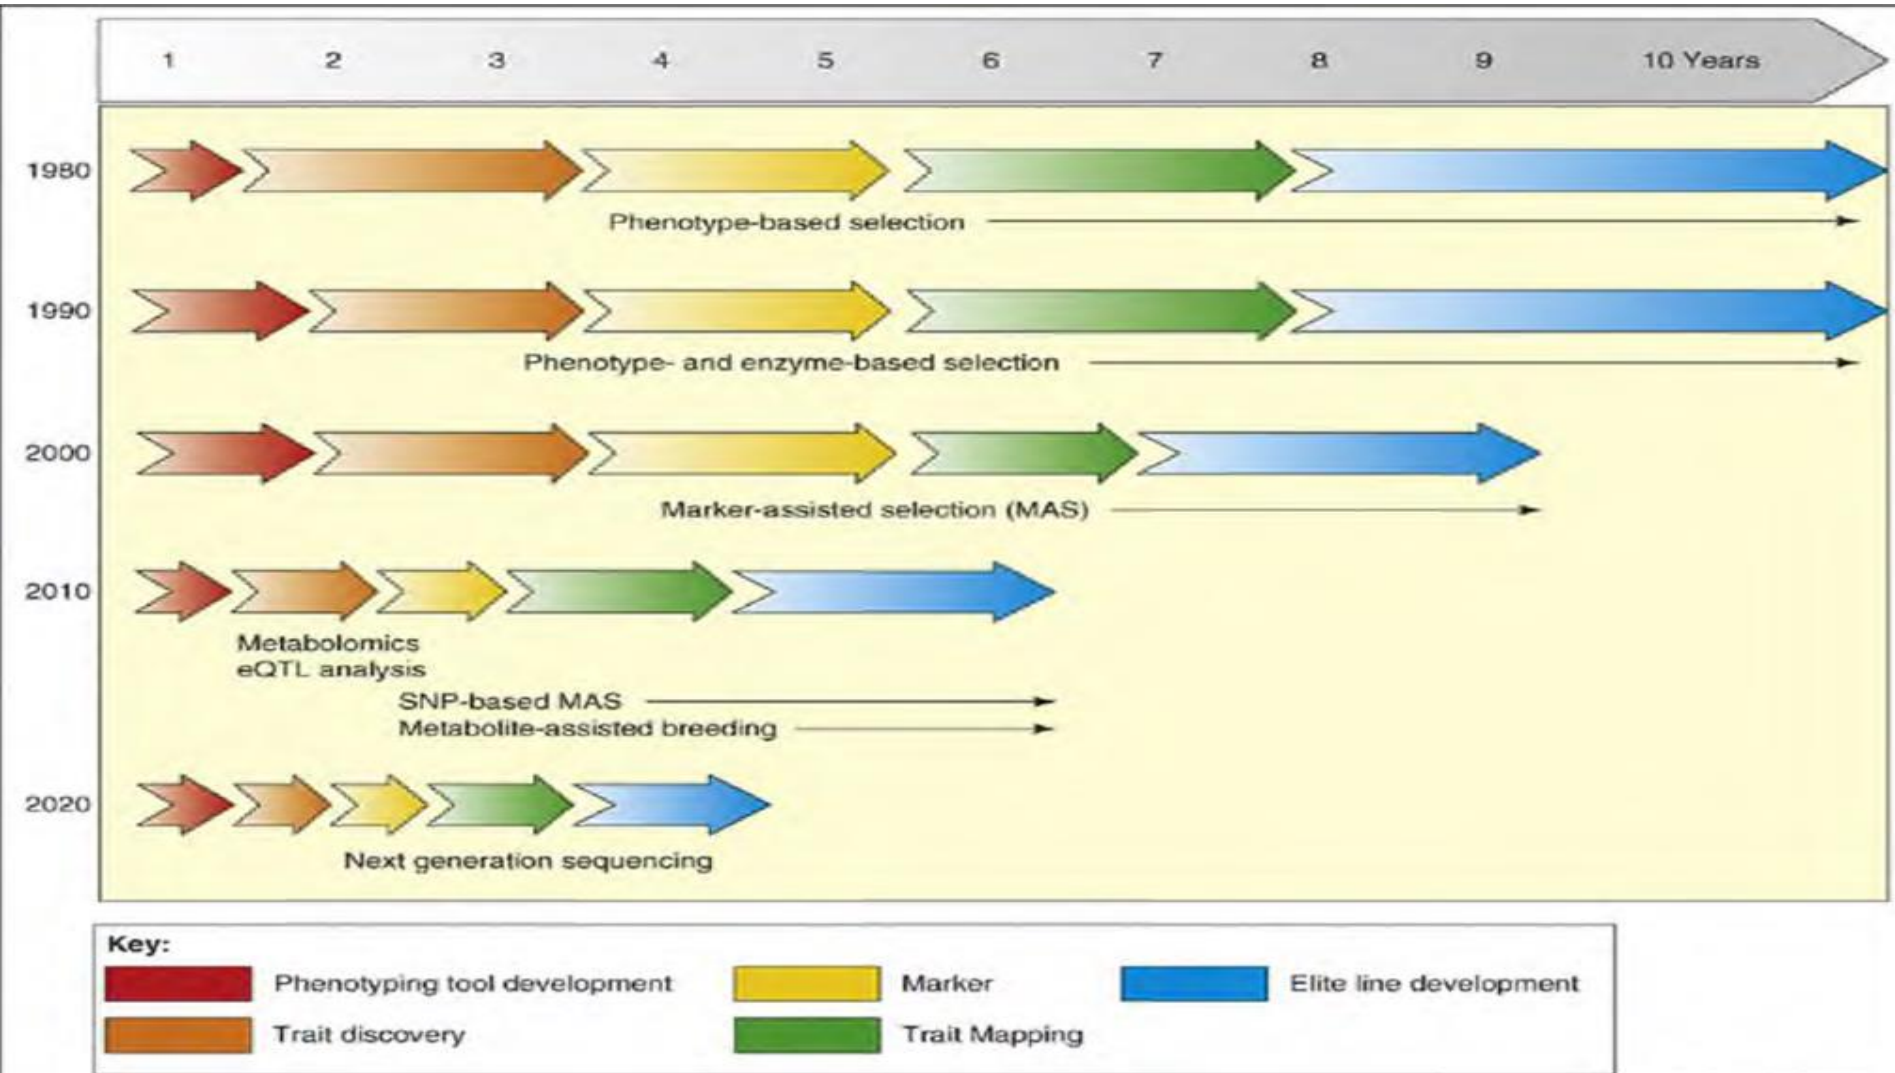 1 2 3 4 5 6 7 8 9 10 Years
1980
Phenotype-based selection
1990
Phenotype- and enzyme-based selection
2000
Marker-assisted selection (MAS)
2010
Metabolomics
eQTL analysis
SNP-based MAS
Metabolite-assisted breeding
2020
Next generation sequencing
Key:
Phenotyping tool development Marker Elite line development
Trait discovery Trait Mapping